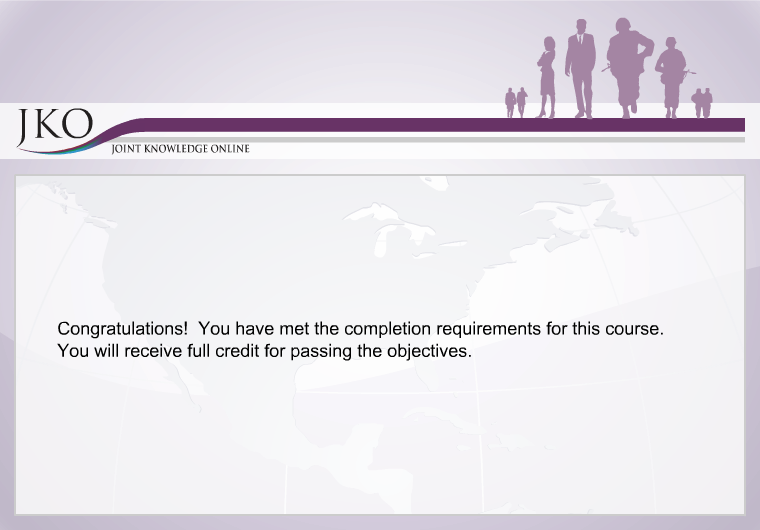 JKO
JOINT KNOWLEDGE ONLINE
Congratulations!  You have met the completion requirements for this course.
You will receive full credit for passing the objectives.